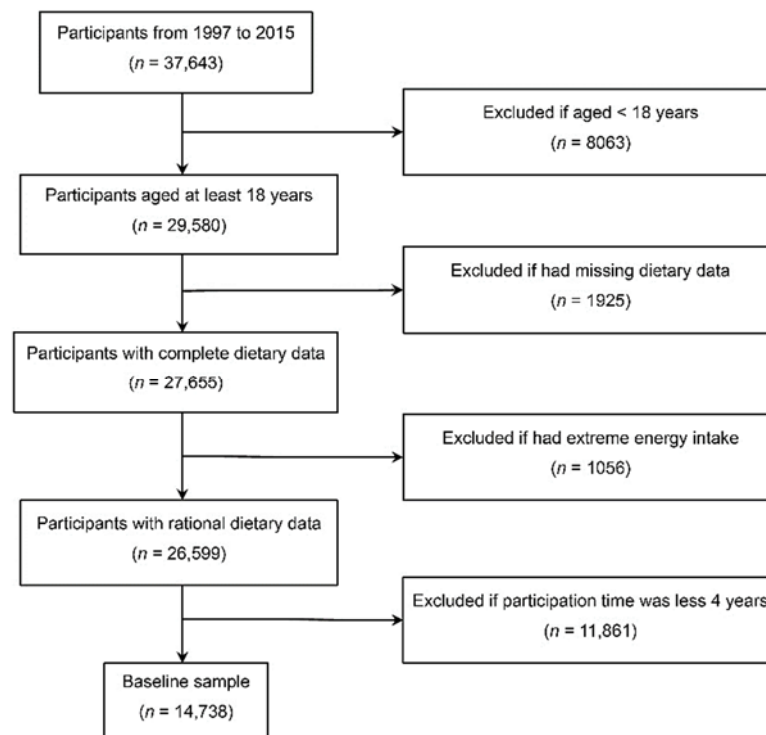 Participants from 1997 to 2015
(n = 37,643)
Excluded if aged < 18 years
(n = 8063)
Participants aged at least 18 years
(n = 29,580)
Excluded if had missing dietary data
(n = 1925)
Participants with complete dietary data
(n = 27,655)
Excluded if had extreme energy intake
(n = 1056)
Participants with rational dietary data
(n = 26,599)
Excluded if participation time was less 4 years
(n = 11,861)
Baseline sample
(n = 14,738)